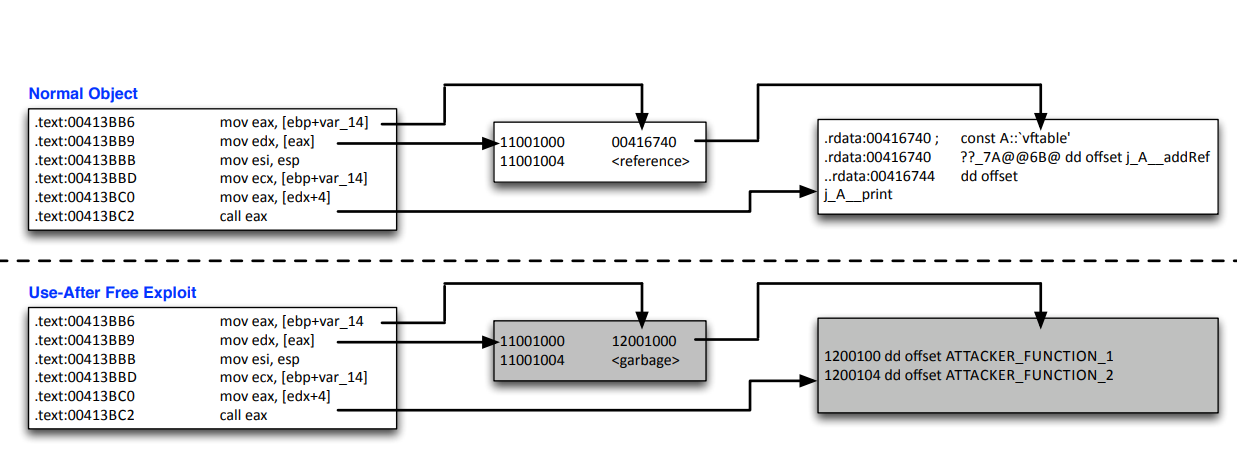 Normal Object
.text:00413BB6 mov eax, [ebp+var_14]
.text:00413BB9 mov edx, [eax]
.text:00413BBB mov esi, esp
.text:00413BBD mov ecx, [ebp+var_14]
.text:00413BC0 mov eax, [edx+4]
.text:00413BC2 call eax
11001000 00416740
11001004 <reference>
.rdata:00416740 ; const A::`vftable'
.rdata:00416740 ??_7A@@6B@ dd offset j_A__addRef
..rdata:00416744 dd offset
j_A__print
Use-After Free Exploit
.text:00413BB6 mov eax, [ebp+var_14
.text:00413BB9 mov edx, [eax]
.text:00413BBB mov esi, esp
.text:00413BBD mov ecx, [ebp+var_14]
.text:00413BC0 mov eax, [edx+4]
.text:00413BC2 call eax
11001000 12001000
11001004 <garbage>
1200100 dd offset ATTACKER_FUNCTION_1
1200104 dd offset ATTACKER_FUNCTION_2